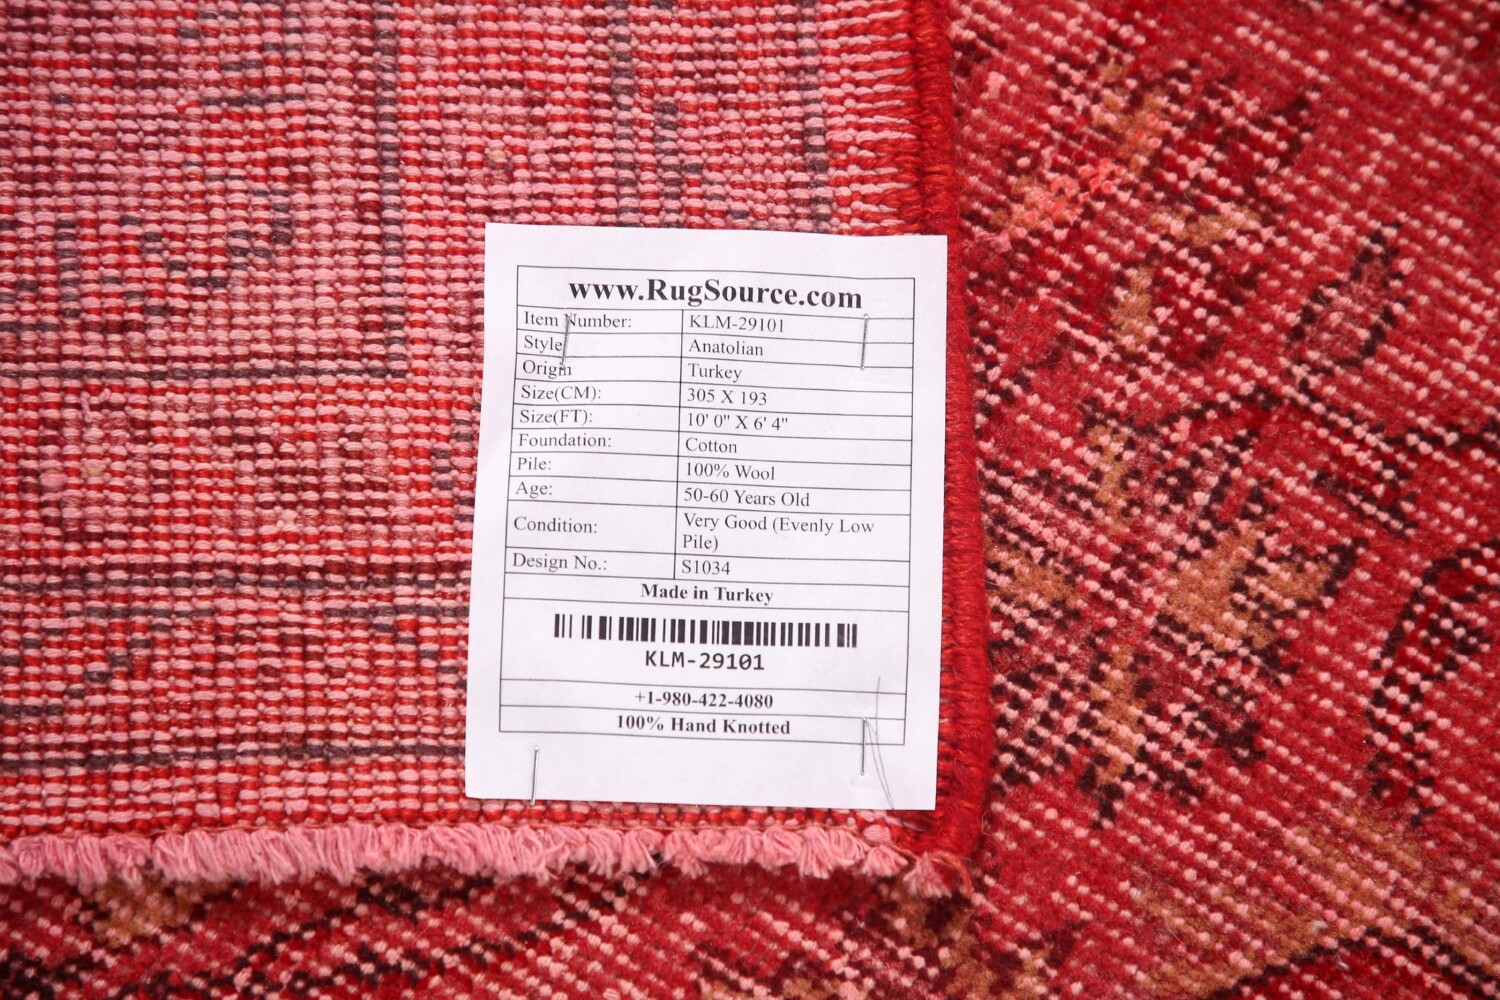 www.RugSource.com
Item Number: KLM-29101
Style: Anatolian
Origin Turkey
Size(CM): 305 X 193
Size(FT): 10' 0" X 6' 4"
Foundation: Cotton
Pile: 100% Wool
Age: 50-60 Years Old
Condition: Very Good (Evenly Low
Pile)
Design No.: S1034
Made in Turkey
KLM-29101
+1-980-422-4080
100% Hand Knotted